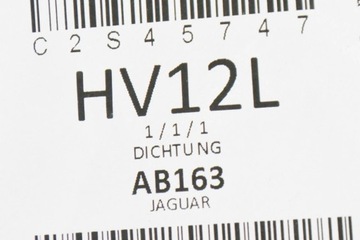 C2S45747
HV12L
1/1/1
DICHTUNG
AB163
JAGUAR